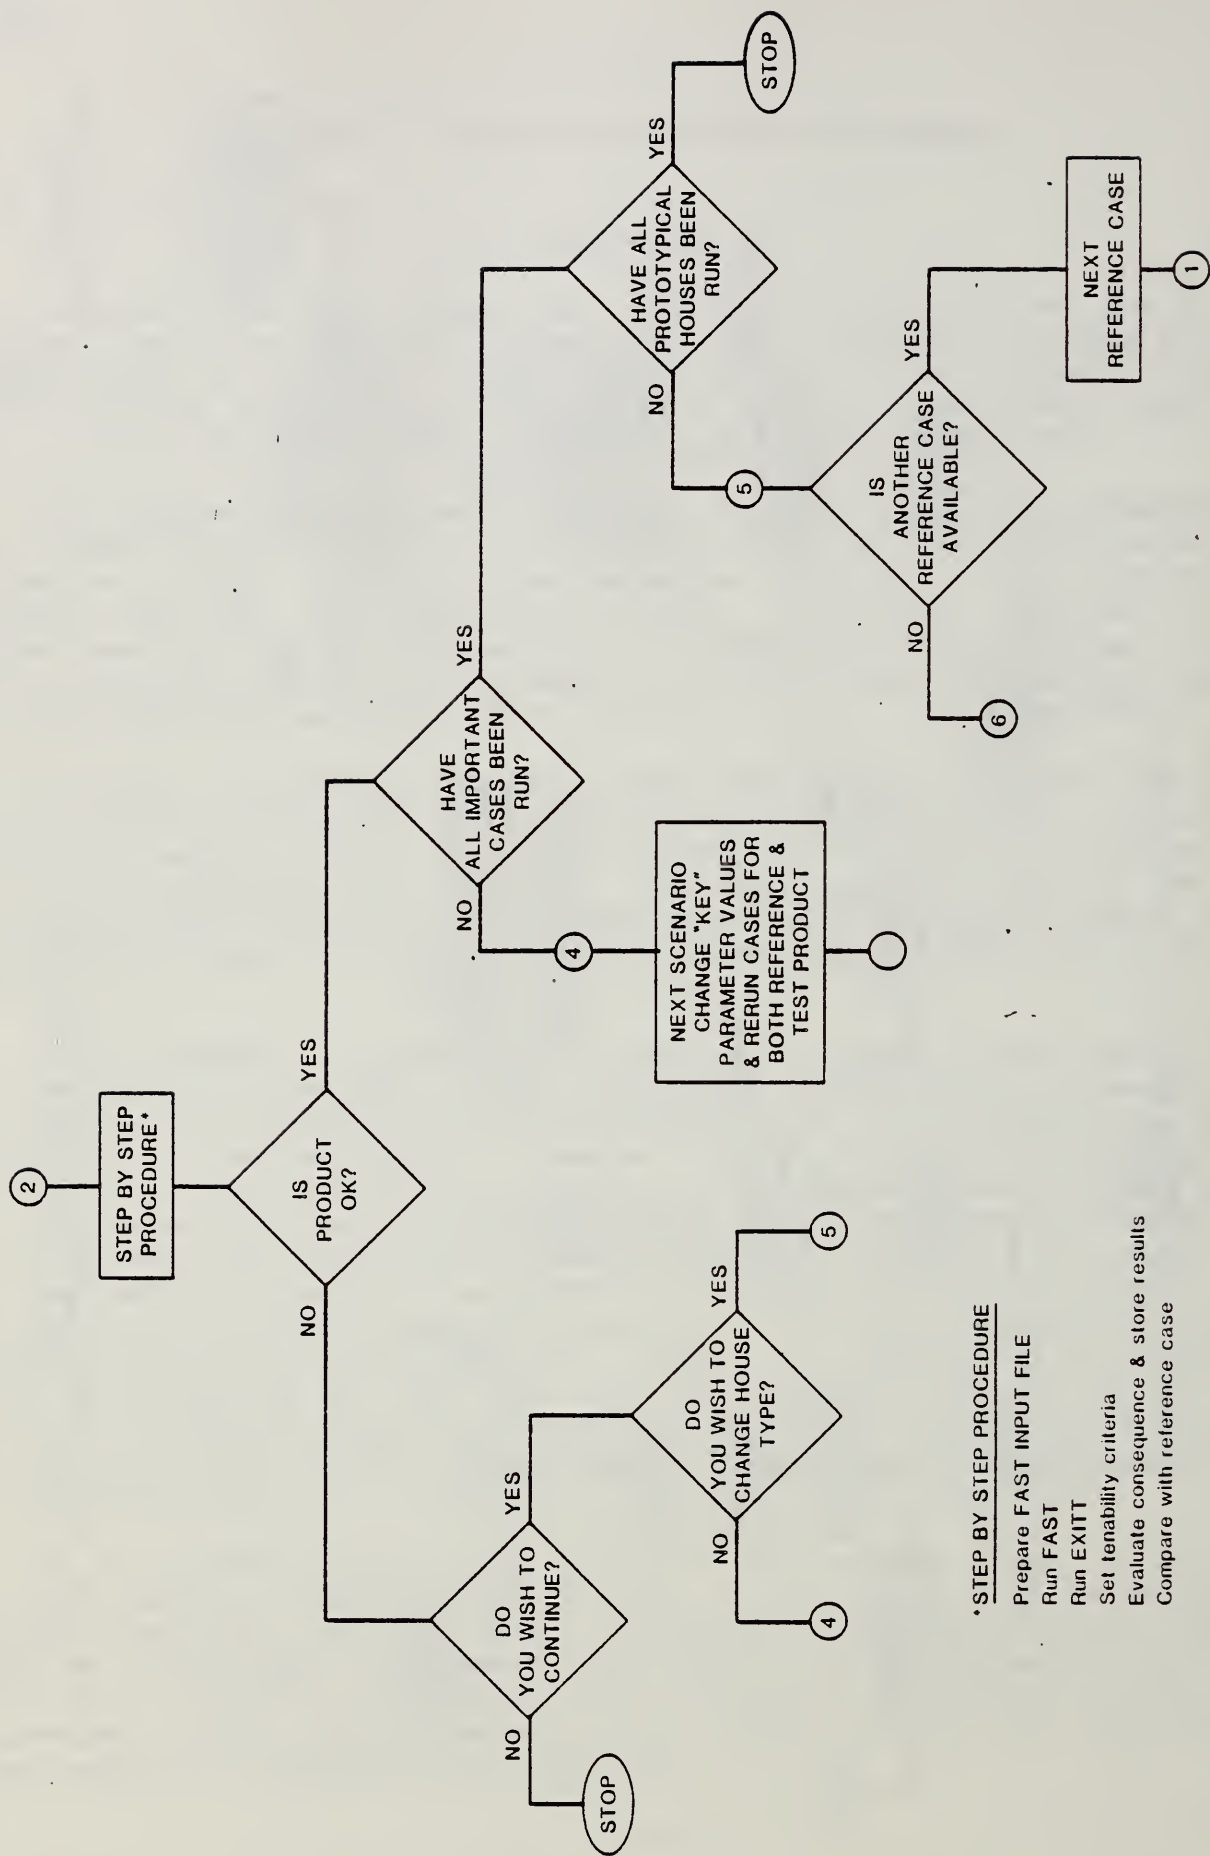 2
STEP BY STEP
PROCEDURE*
IS
PRODUCT
OK?
NO
YES
DO
YOU WISH TO
CONTINUE?
NO
YES
STOP
DO
YOU WISH TO
CHANGE HOUSE
TYPE?
NO
YES
4
5
HAVE
ALL IMPORTANT
CASES BEEN
RUN?
NO
YES
4
NEXT SCENARIO
CHANGE "KEY"
PARAMETER VALUES
& RERUN CASES FOR
BOTH REFERENCE &
TEST PRODUCT
HAVE ALL
PROTOTYPICAL
HOUSES BEEN
RUN?
NO
YES
STOP
5
IS
ANOTHER
REFERENCE CASE
AVAILABLE?
NO
YES
6
NEXT
REFERENCE CASE
1
*STEP BY STEP PROCEDURE
Prepare FAST INPUT FILE
Run FAST
Run EXITT
Set tenability criteria
Evaluate consequence & store results
Compare with reference case